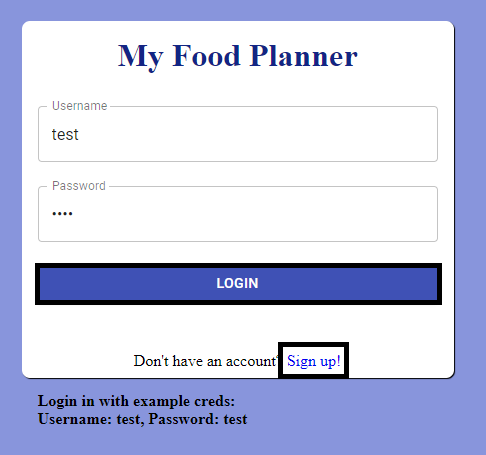 My Food Planner
Username
test
Password
••••
LOGIN
Don't have an account? Sign up!
Login in with example creds:
Username: test, Password: test